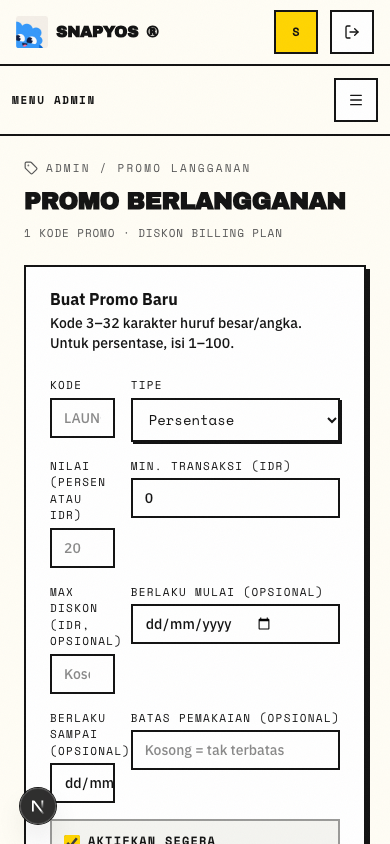 SNAPYOS ®
S
MENU ADMIN
ADMIN / PROMO LANGGANAN
PROMO BERLANGGANAN
1 KODE PROMO · DISKON BILLING PLAN
Buat Promo Baru
Kode 3–32 karakter huruf besar/angka.
Untuk persentase, isi 1–100.
KODE
LAUN
TIPE
Persentase
NILAI
(PERSEN
ATAU
IDR)
20
MIN. TRANSAKSI (IDR)
0
MAX
DISKON
(IDR,
OPSIONAL)
BERLAKU MULAI (OPSIONAL)
dd/mm/yyyy
BERLAKU
SAMPAI
(OPSIONAL)
dd/mm
BATAS PEMAKAIAN (OPSIONAL)
Kosong = tak terbatas
N
AKTIFKAN SEGERA